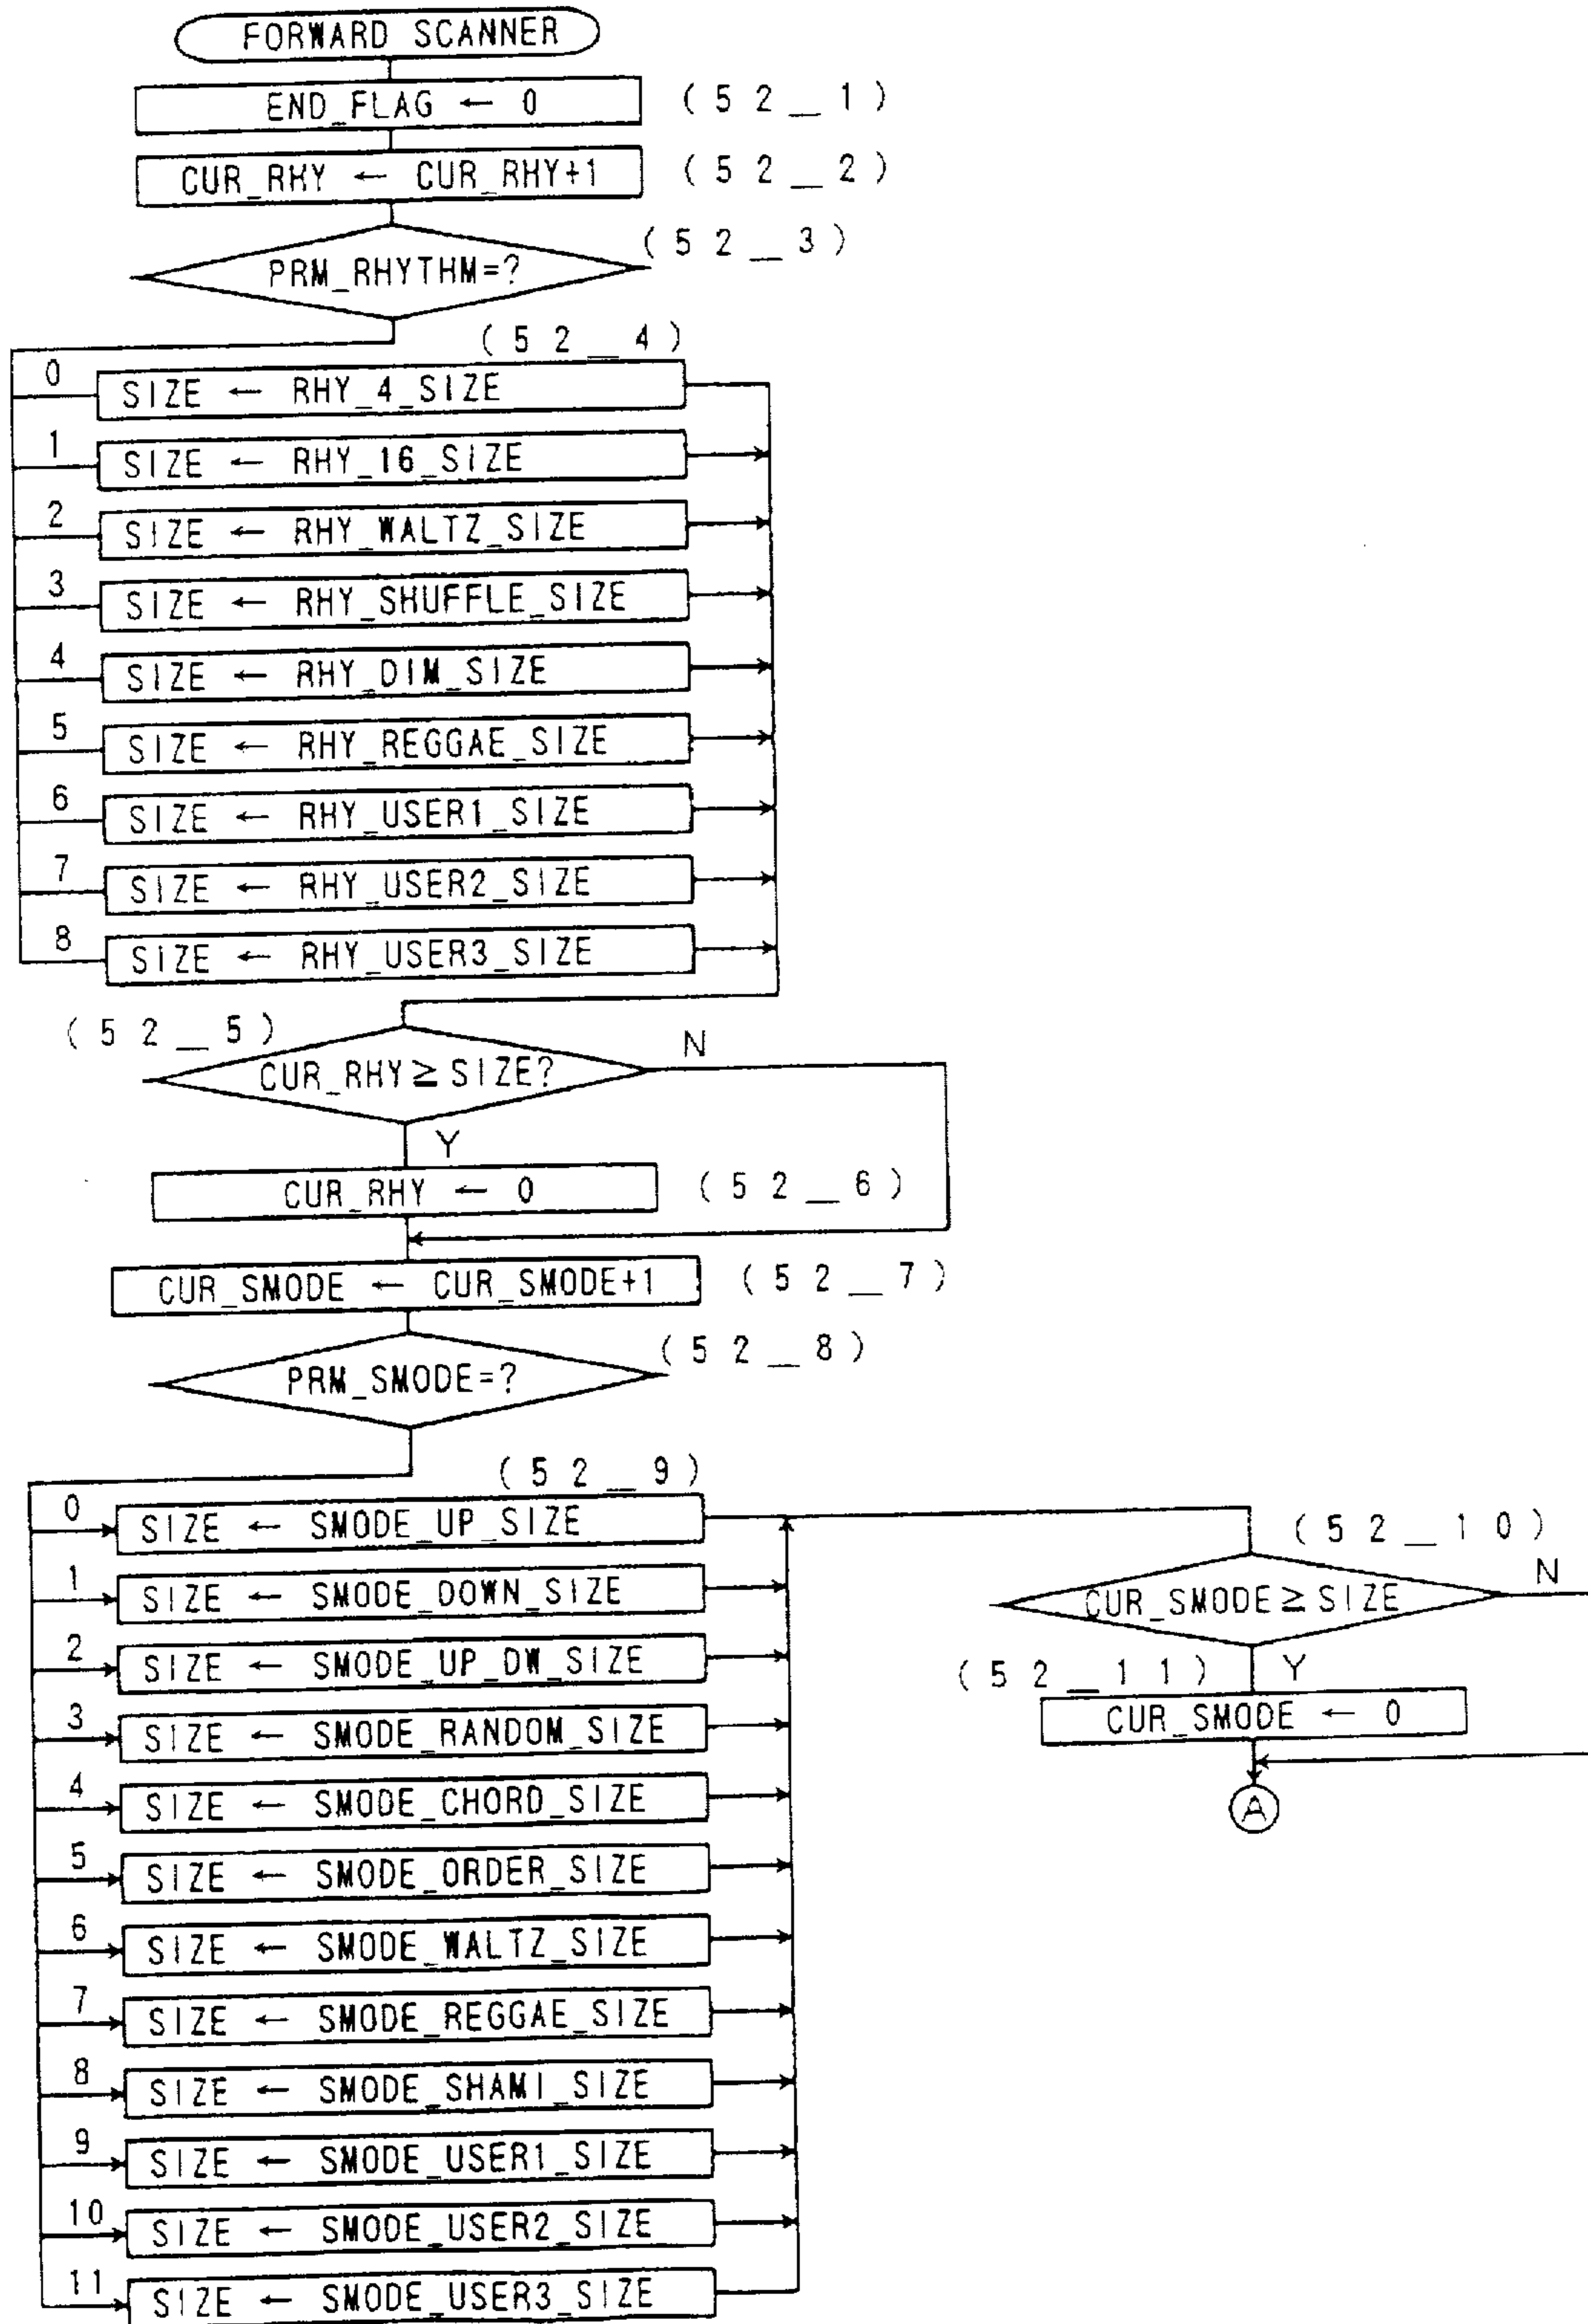 FORWARD SCANNER
END_FLAG ← 0 (52_1)
CUR_RHY ← CUR_RHY+1 (52_2)
PRM_RHYTHM=? (52_3)
(52_4)
0 SIZE ← RHY_4_SIZE
1 SIZE ← RHY_16_SIZE
2 SIZE ← RHY_WALTZ_SIZE
3 SIZE ← RHY_SHUFFLE_SIZE
4 SIZE ← RHY_DIM_SIZE
5 SIZE ← RHY_REGGAE_SIZE
6 SIZE ← RHY_USER1_SIZE
7 SIZE ← RHY_USER2_SIZE
8 SIZE ← RHY_USER3_SIZE
(52_5)
CUR_RHY≧SIZE? N
Y
CUR_RHY ← 0 (52_6)
CUR_SMODE ← CUR_SMODE+1 (52_7)
PRM_SMODE=? (52_8)
(52_9)
0 SIZE ← SMODE_UP_SIZE
1 SIZE ← SMODE_DOWN_SIZE
2 SIZE ← SMODE_UP_DW_SIZE
3 SIZE ← SMODE_RANDOM_SIZE
4 SIZE ← SMODE_CHORD_SIZE
5 SIZE ← SMODE_ORDER_SIZE
6 SIZE ← SMODE_WALTZ_SIZE
7 SIZE ← SMODE_REGGAE_SIZE
8 SIZE ← SMODE_SHAMI_SIZE
9 SIZE ← SMODE_USER1_SIZE
10 SIZE ← SMODE_USER2_SIZE
11 SIZE ← SMODE_USER3_SIZE
(52_10)
CUR_SMODE≧SIZE N
(52_11) Y
CUR_SMODE ← 0
A